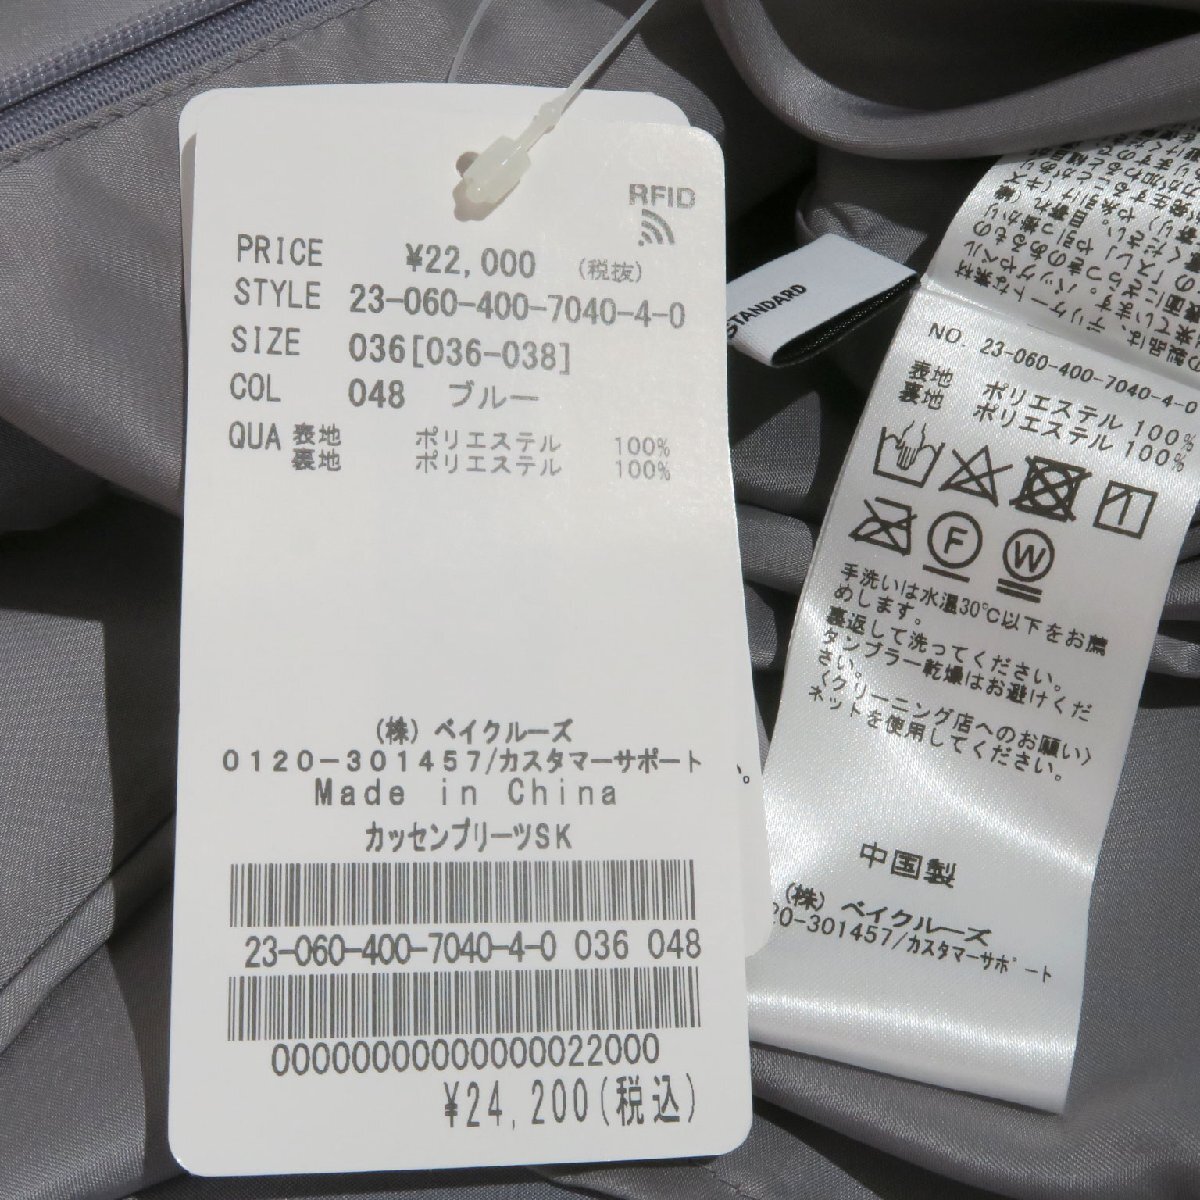 RFID
PRICE ¥22,000 (税抜)
STYLE 23-060-400-7040-4-0
SIZE 036[036-038]
COL 048 ブルー
QUA 表地 ポリエステル 100%
裏地 ポリエステル 100%
(株) ベイクルーズ
0120-301457/カスタマーサポート
Made in China
カッセンプリーツSK
23-060-400-7040-4-0 036 048
00000000000000022000
¥24,200(税込)
STANDARD
NO. 23-060-400-7040-4-0
表地 ポリエステル 100%
裏地 ポリエステル 100%
F
W
手洗いは水温30℃以下をお薦
めします。
裏返して洗ってください。
タンブラー乾燥はお避けくだ
さい。
〈クリーニング店へのお願い〉
ネットを使用してください。
中国製
(株) ベイクルーズ
20-301457/カスタマーサポート